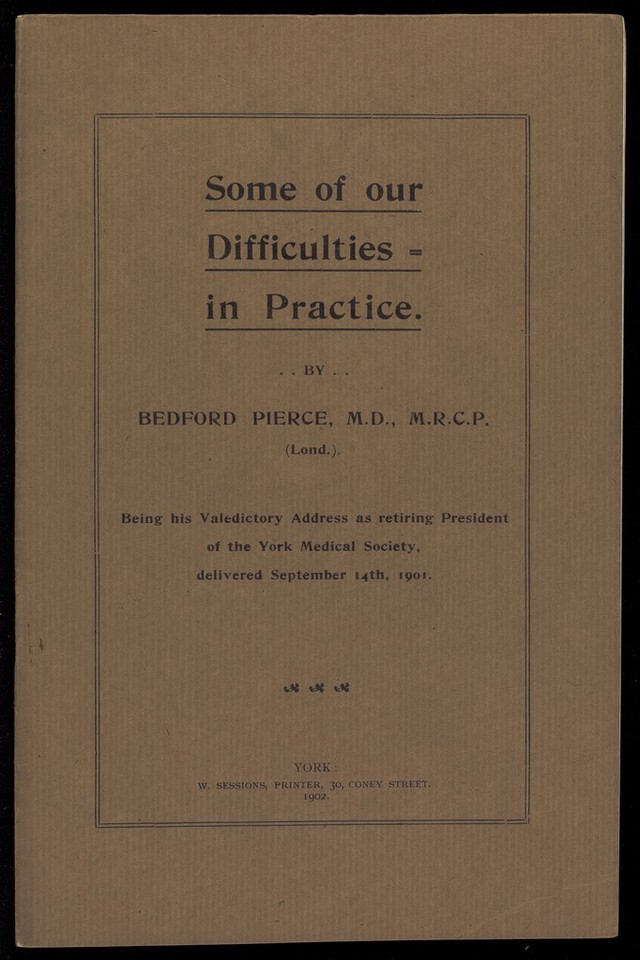 Some of our
Difficulties =
in Practice.
. . BY . .
BEDFORD PIERCE, M.D., M.R.C.P.
(Lond.).
Being his Valedictory Address as retiring President
of the York Medical Society,
delivered September 14th, 1901.
YORK:
W. SESSIONS, PRINTER, 30, CONEY STREET.
1902.